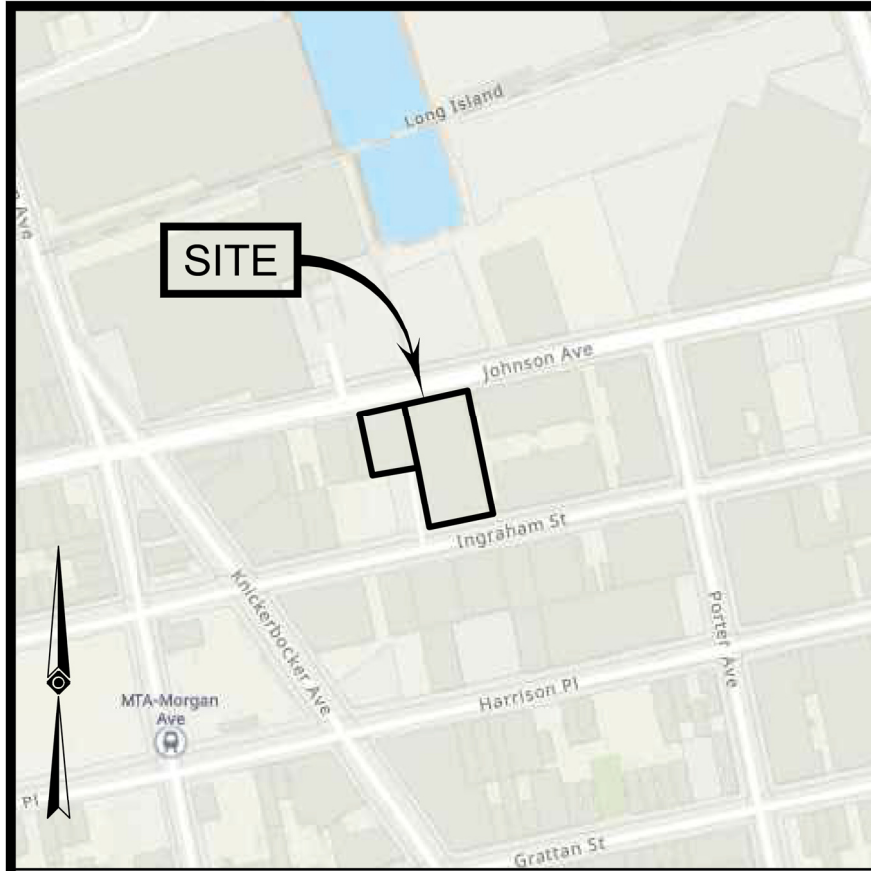 Long Island
Ave
SITE
Johnson Ave
Ingraham St
Knickerbocker Ave
Porter Ave
Harrison Pl
MTA-Morgan
Ave
Pl
Grattan St